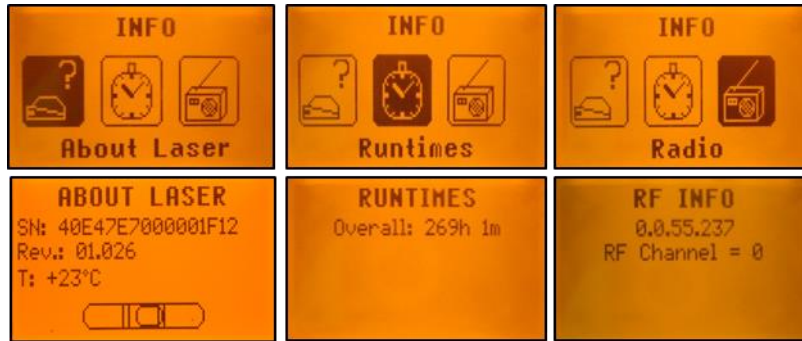 INFO
About Laser
INFO
Runtimes
INFO
Radio
ABOUT LASER
SN: 40E47E7000001F12
Rev.: 01.026
T: +23°C
RUNTIMES
Overall: 269h 1m
RF INFO
0.0.55.237
RF Channel = 0